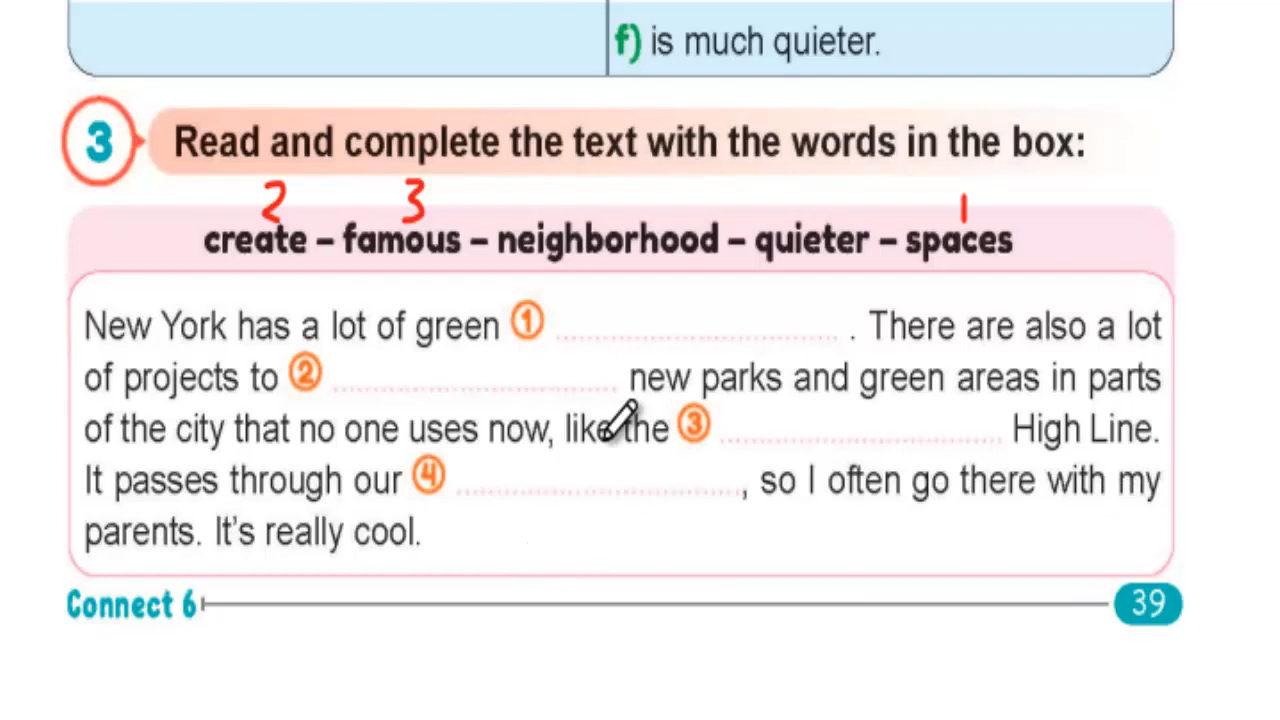 f) is much quieter.
3 Read and complete the text with the words in the box:
2 3 1
create – famous – neighborhood – quieter – spaces
New York has a lot of green ① .............................. . There are also a lot
of projects to ② .............................. new parks and green areas in parts
of the city that no one uses now, like the ③ .............................. High Line.
It passes through our ④ .............................., so I often go there with my
parents. It's really cool.
Connect 6 39